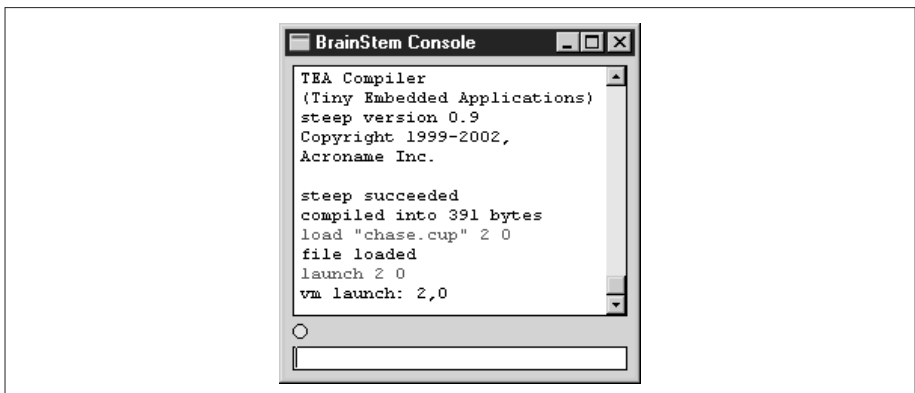 BrainStem Console
TEA Compiler
(Tiny Embedded Applications)
steep version 0.9
Copyright 1999-2002,
Acroname Inc.
steep succeeded
compiled into 391 bytes
load "chase.cup" 2 0
file loaded
launch 2 0
vm launch: 2,0